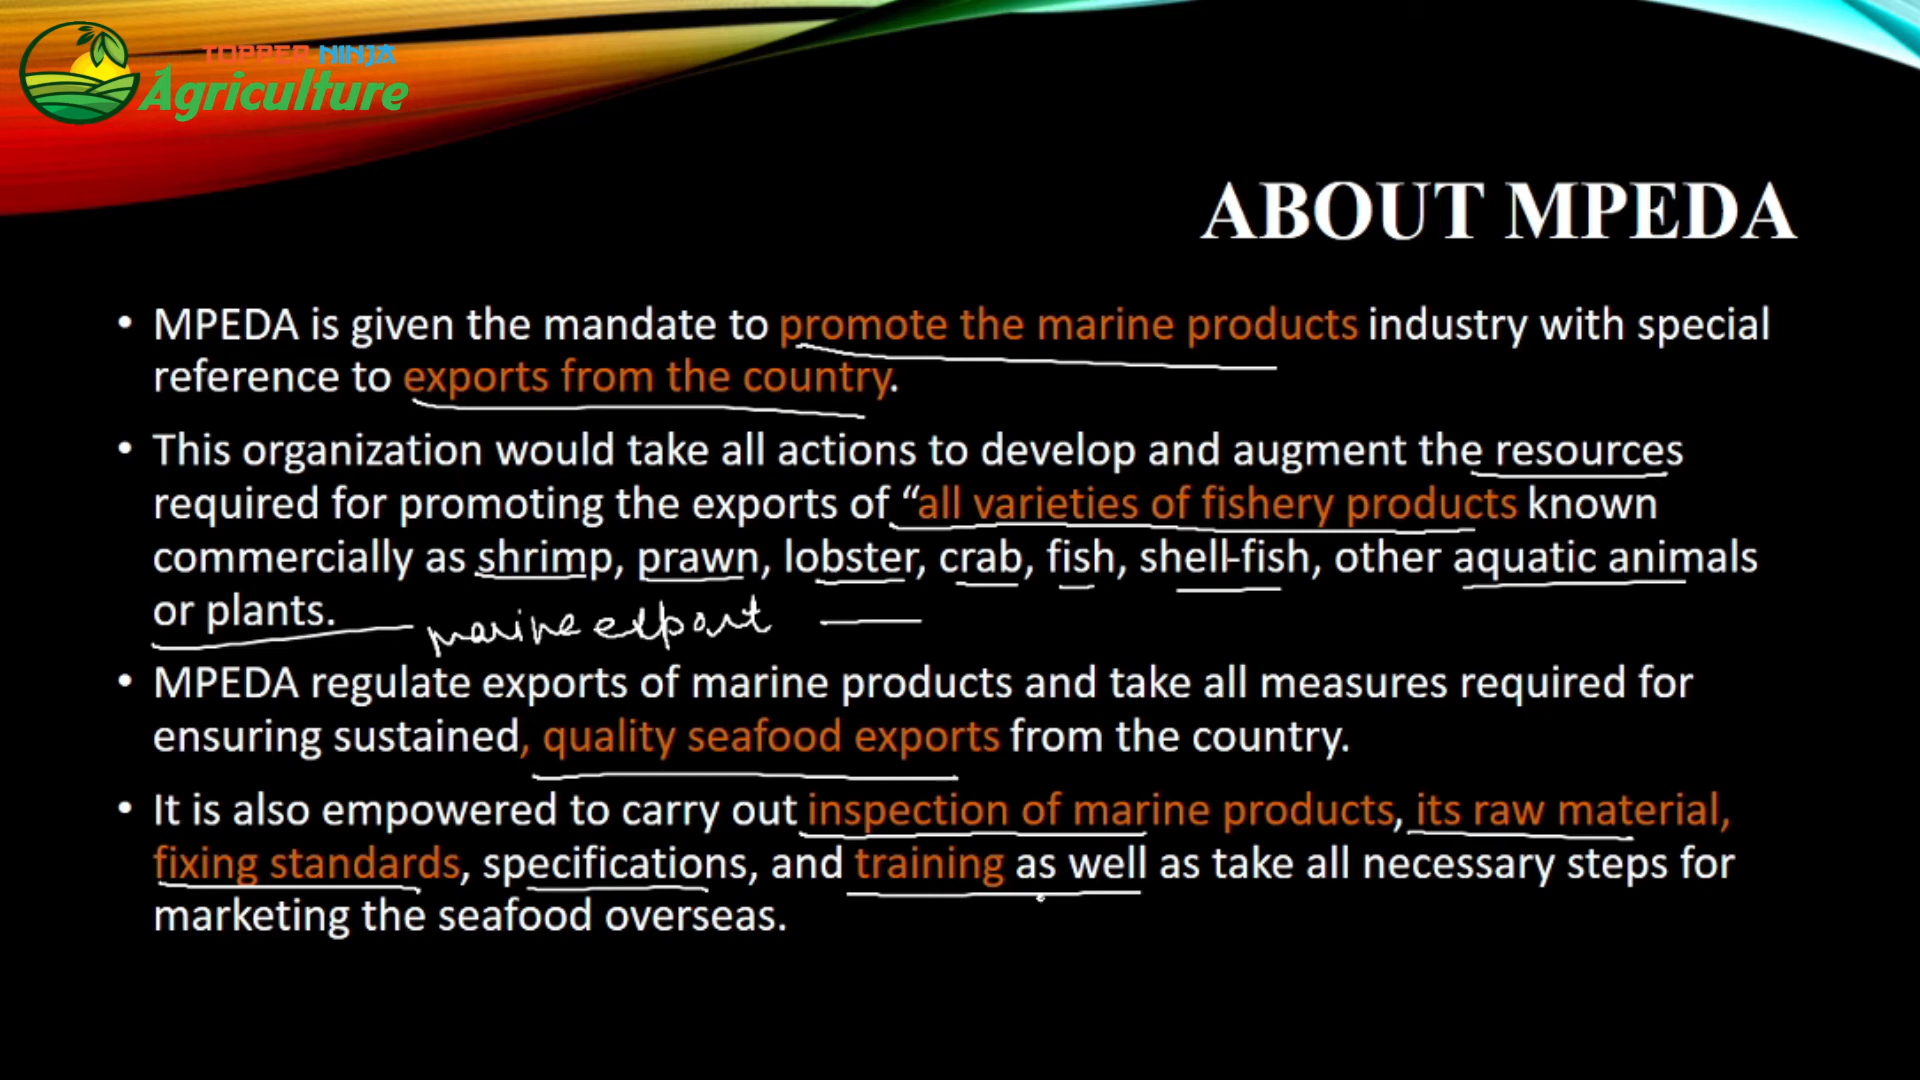 TOPPER NINJA
Agriculture
ABOUT MPEDA
• MPEDA is given the mandate to promote the marine products industry with special
reference to exports from the country.
• This organization would take all actions to develop and augment the resources
required for promoting the exports of “all varieties of fishery products known
commercially as shrimp, prawn, lobster, crab, fish, shell-fish, other aquatic animals
or plants.
marine export
• MPEDA regulate exports of marine products and take all measures required for
ensuring sustained, quality seafood exports from the country.
• It is also empowered to carry out inspection of marine products, its raw material,
fixing standards, specifications, and training as well as take all necessary steps for
marketing the seafood overseas.